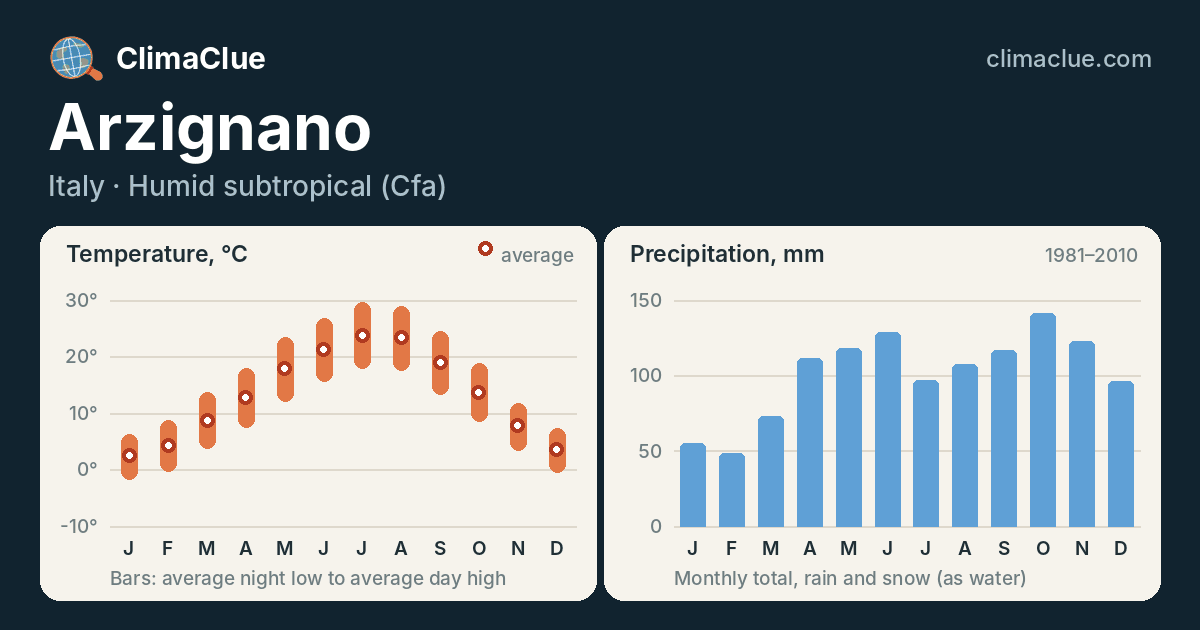 ClimaClue
climaclue.com
Arzignano
Italy · Humid subtropical (Cfa)
Temperature, °C
average
30°
20°
10°
0°
-10°
J F M A M J J A S O N D
Bars: average night low to average day high
Precipitation, mm
1981–2010
150
100
50
0
J F M A M J J A S O N D
Monthly total, rain and snow (as water)